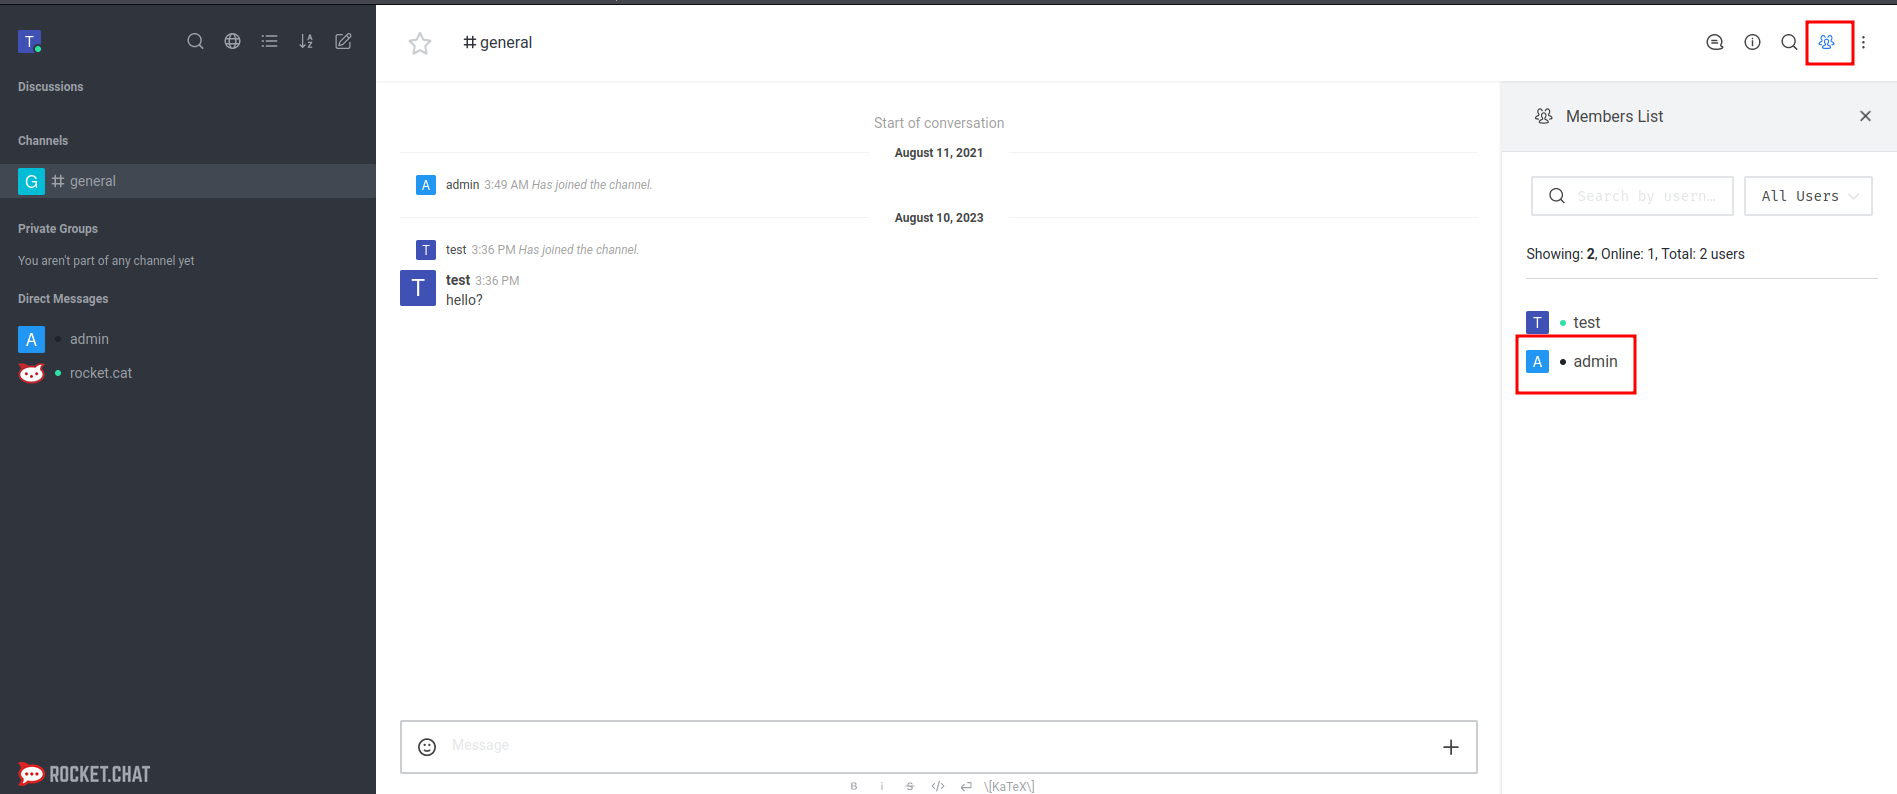 T
Discussions
Channels
G general
Private Groups
You aren't part of any channel yet
Direct Messages
A admin
rocket.cat
ROCKET.CHAT
general
Start of conversation
August 11, 2021
A admin 3:49 AM Has joined the channel.
August 10, 2023
T test 3:36 PM Has joined the channel.
T test 3:36 PM
hello?
Message
B i S </> \[KaTeX\]
Members List
Search by usern...
All Users
Showing: 2, Online: 1, Total: 2 users
T test
A admin